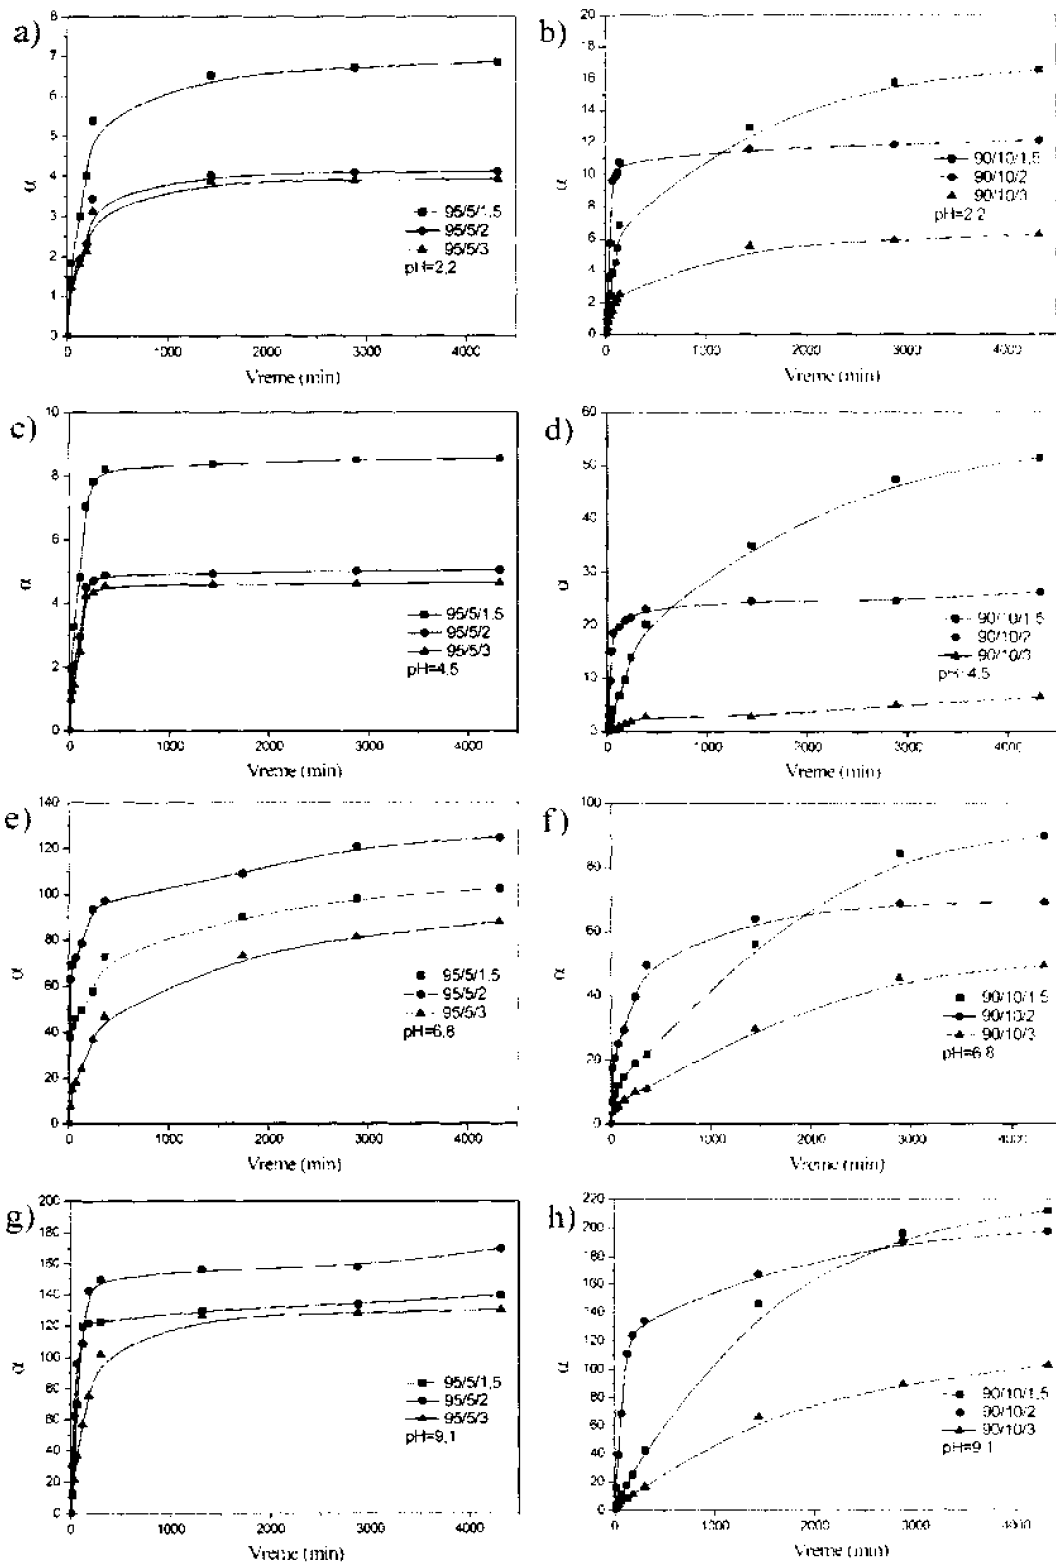 a)
8
7
6
5
4
3
2
1
0
α
95/5/1,5
95/5/2
95/5/3
pH=2,2
0 1000 2000 3000 4000
Vreme (min)
b)
20
18
16
14
12
10
8
6
4
2
0
α
90/10/1,5
90/10/2
90/10/3
pH=2,2
0 1000 2000 3000 4000
Vreme (min)
c)
10
8
6
4
2
0
α
95/5/1,5
95/5/2
95/5/3
pH=4,5
0 1000 2000 3000 4000
Vreme (min)
d)
60
50
30
20
10
α
90/10/1,5
90/10/2
90/10/3
pH=4,5
0 1000 2000 3000 4000
Vreme (min)
e)
140
120
100
80
60
40
20
0
α
95/5/1,5
95/5/2
95/5/3
pH=6,8
0 1000 2000 3000 4000
Vreme (min)
f)
100
80
60
40
20
0
α
90/10/1,5
90/10/2
90/10/3
pH=6,8
0 1000 2000 3000 4000
Vreme (min)
g)
200
180
160
140
120
100
80
60
40
20
0
α
95/5/1,5
95/5/2
95/5/3
pH=9,1
0 1000 2000 3000 4000
Vreme (min)
h)
220
200
180
160
140
120
100
80
60
40
20
0
α
90/10/1,5
90/10/2
90/10/3
pH=9,1
0 1000 2000 3000 4000
Vreme (min)